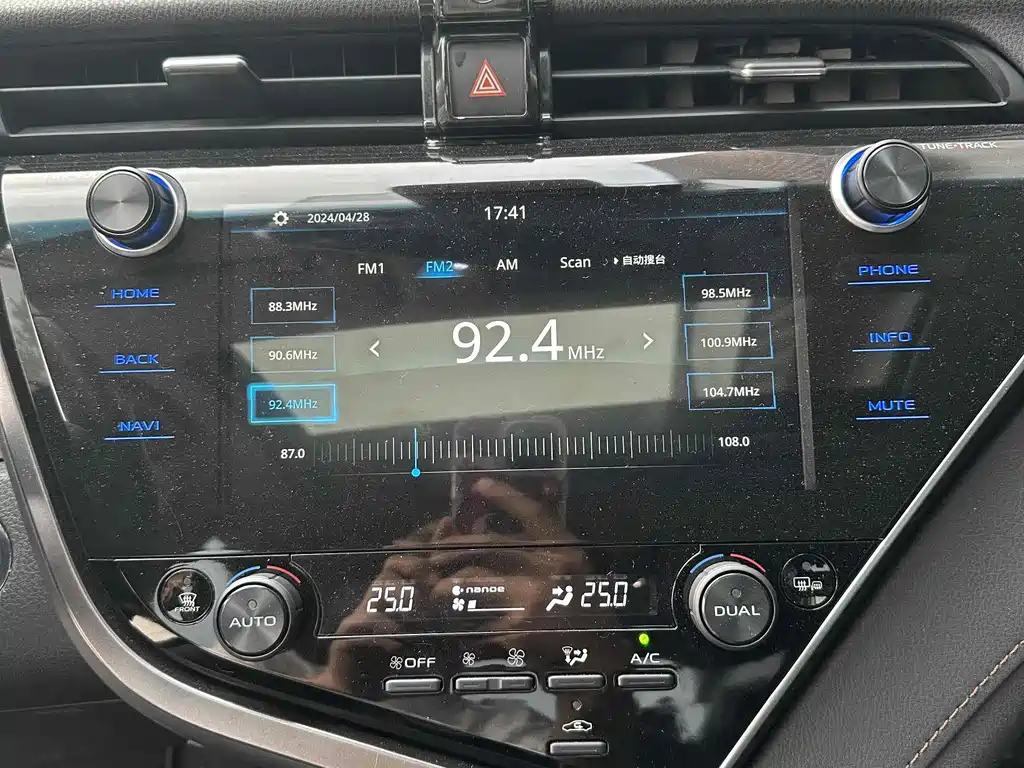 TUNE•TRACK
2024/04/28
17:41
FM1
FM2
AM
Scan
自动搜台
HOME
BACK
NAVI
88.3MHz
90.6MHz
92.4MHz
92.4 MHz
98.5MHz
100.9MHz
104.7MHz
PHONE
INFO
MUTE
87.0
108.0
FRONT
AUTO
25.0
nanoe
25.0
DUAL
OFF
A/C